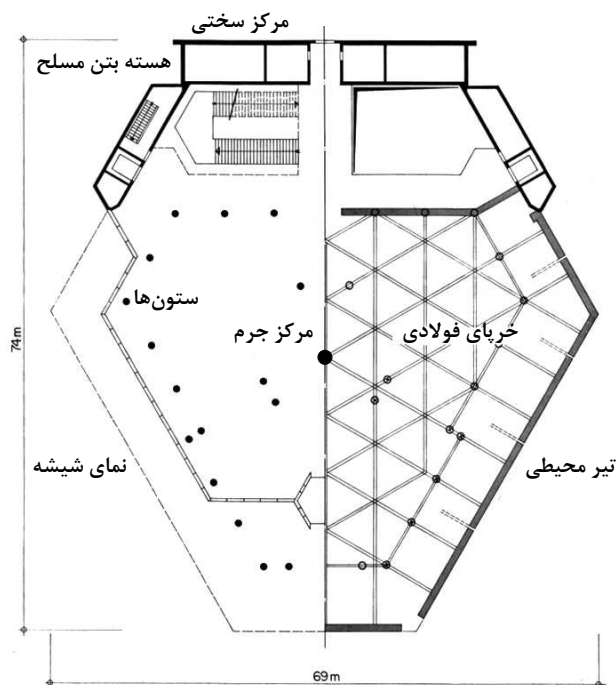 مرکز سختی
هسته بتن مسلح
ستون‌ها
خرپای فولادی
مرکز جرم
74m
نمای شیشه
تیر محیطی
69m